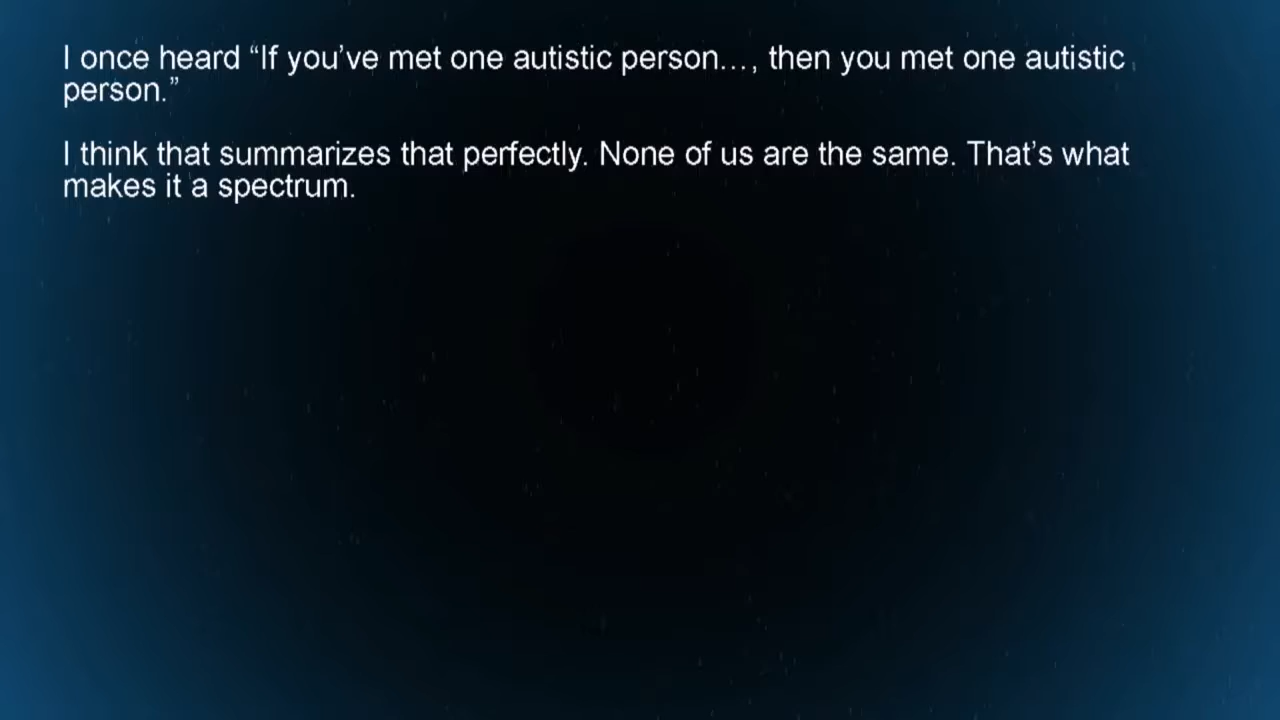 I once heard “If you’ve met one autistic person…, then you met one autistic
person.”
I think that summarizes that perfectly. None of us are the same. That’s what
makes it a spectrum.